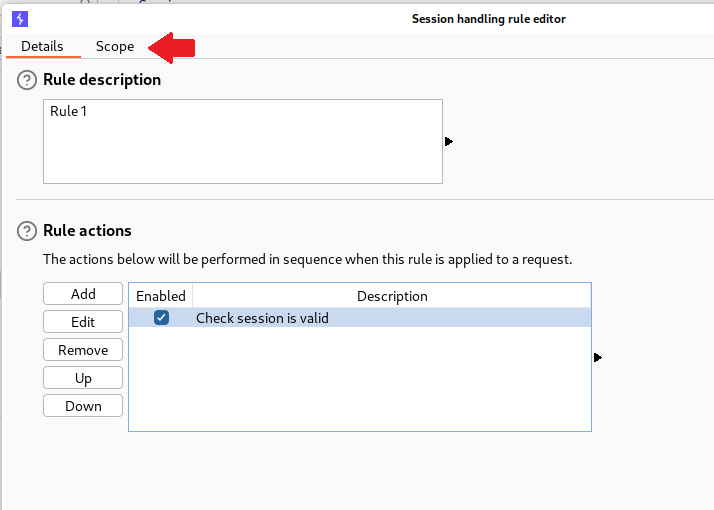 Session handling rule editor
Details Scope
Rule description
Rule 1
Rule actions
The actions below will be performed in sequence when this rule is applied to a request.
Add
Edit
Remove
Up
Down
Enabled Description
Check session is valid